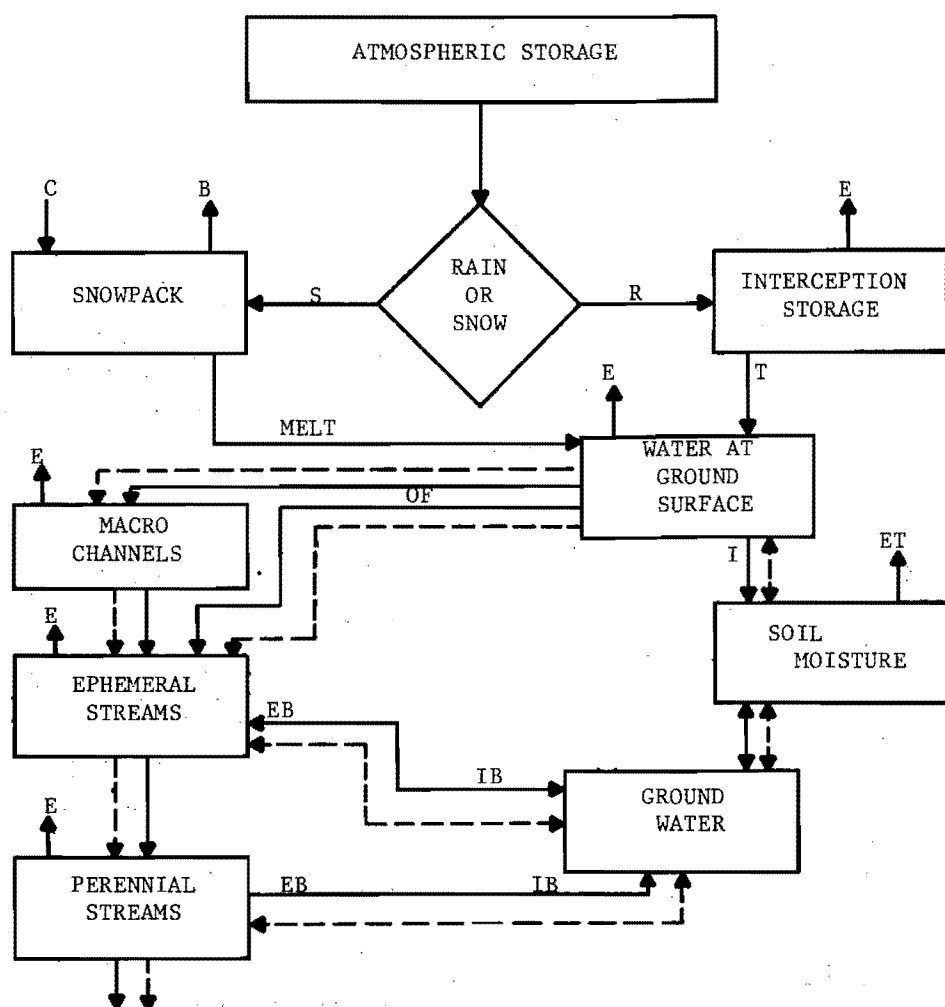 ATMOSPHERIC STORAGE
C
B
E
RAIN
OR
SNOW
SNOWPACK
S
R
INTERCEPTION
STORAGE
E
T
MELT
WATER AT
GROUND
SURFACE
E
OF
MACRO
CHANNELS
I
ET
E
SOIL
MOISTURE
EPHEMERAL
STREAMS
EB
IB
GROUND
WATER
E
PERENNIAL
STREAMS
EB
IB